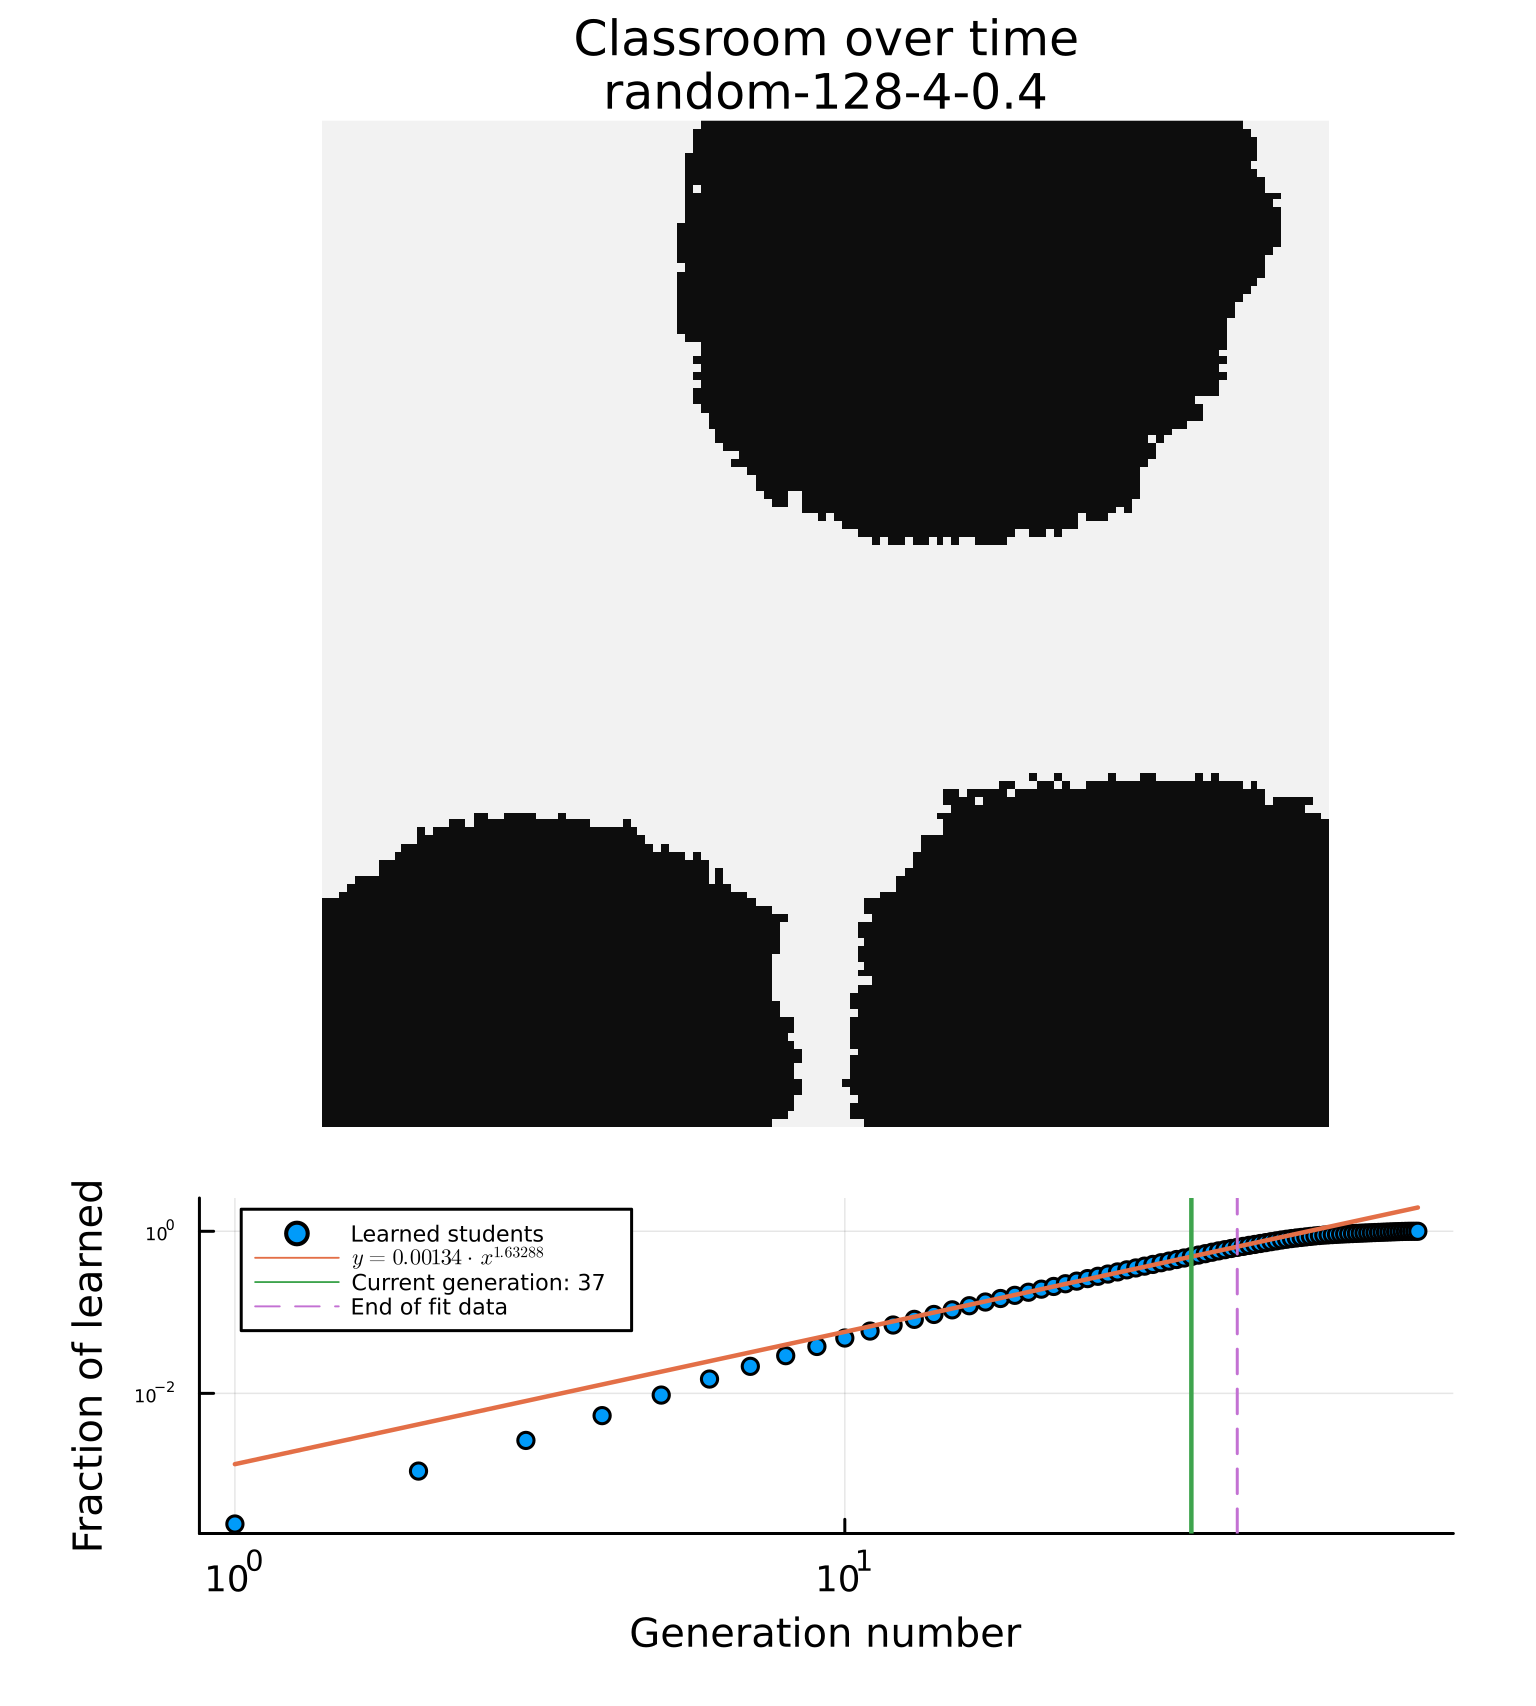 Classroom over time
random-128-4-0.4
Fraction of learned
10^0
10^-2
Learned students
y = 0.00134 · x^1.63288
Current generation: 37
End of fit data
10^0
10^1
Generation number